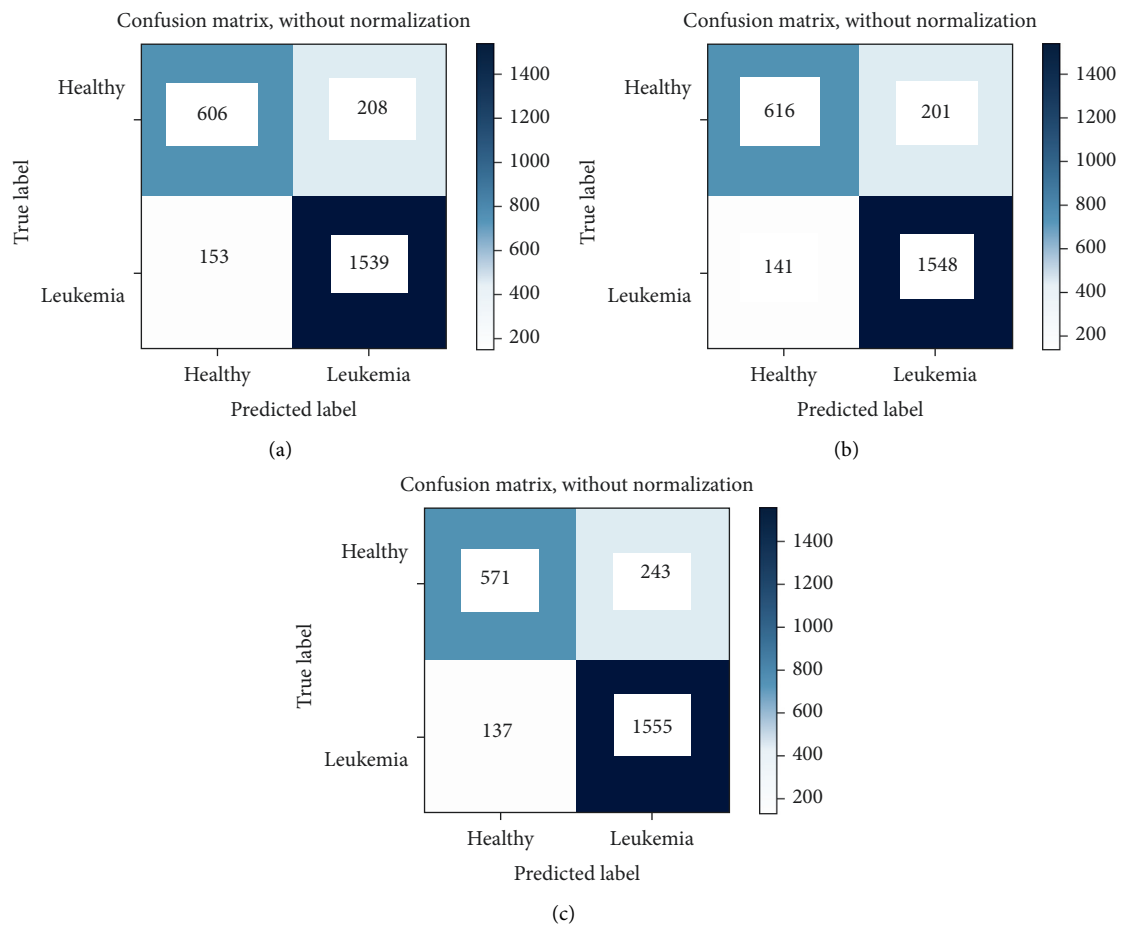 Confusion matrix, without normalization
Healthy
606
208
True label
153
1539
Leukemia
Healthy
Leukemia
Predicted label
1400
1200
1000
800
600
400
200
(a)
Confusion matrix, without normalization
Healthy
616
201
True label
141
1548
Leukemia
Healthy
Leukemia
Predicted label
1400
1200
1000
800
600
400
200
(b)
Confusion matrix, without normalization
Healthy
571
243
True label
137
1555
Leukemia
Healthy
Leukemia
Predicted label
1400
1200
1000
800
600
400
200
(c)